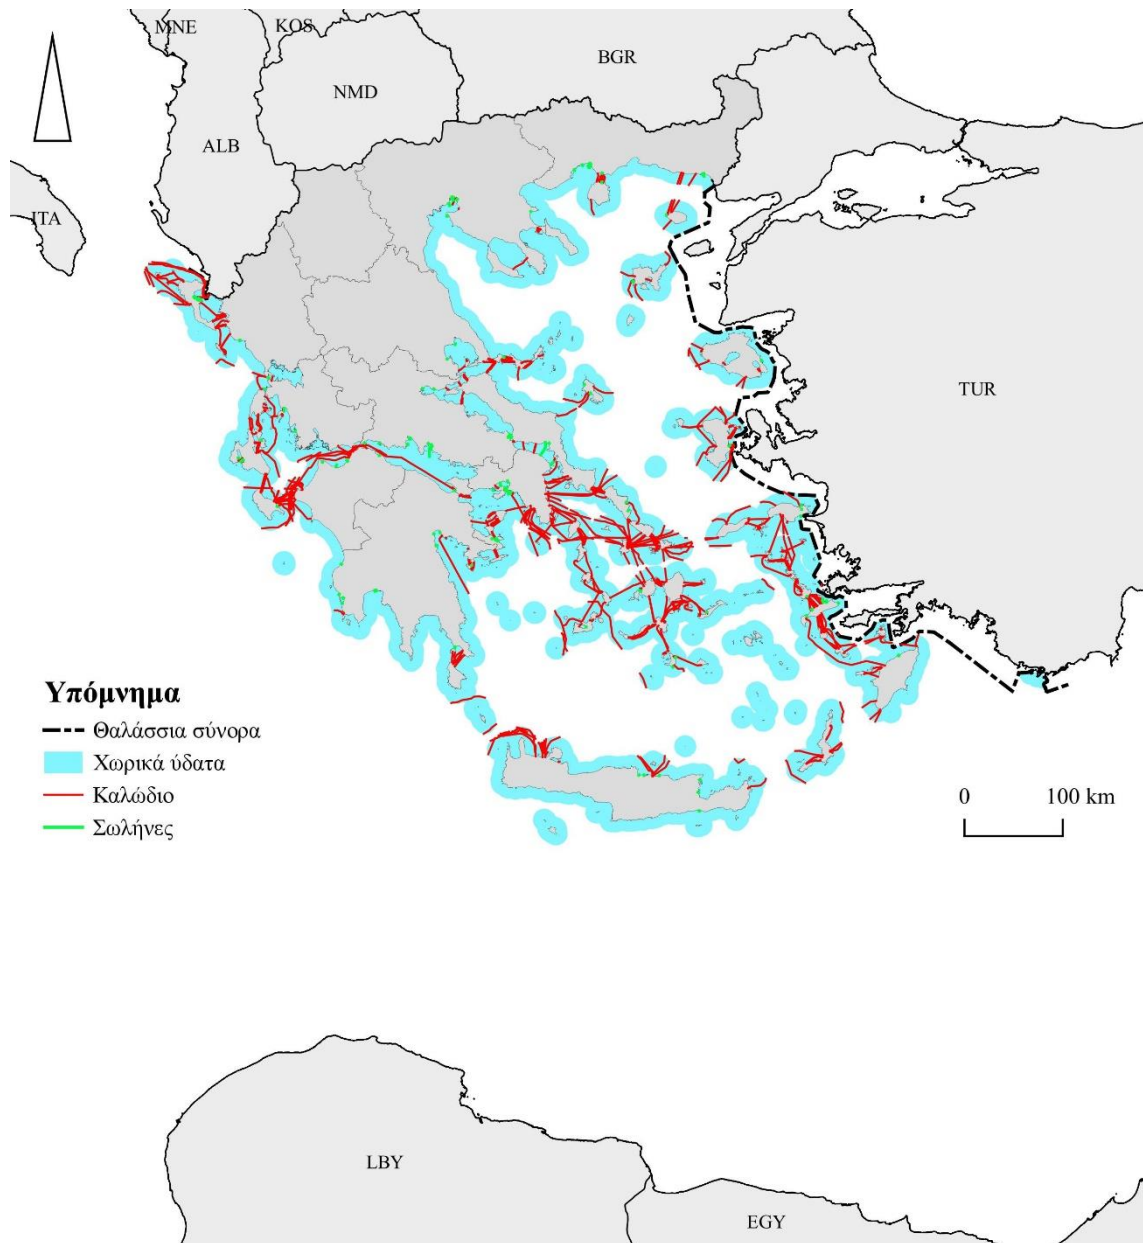 MNE
KOS
BGR
NMD
ALB
ITA
TUR
Υπόμνημα
Θαλάσσια σύνορα
Χωρικά ύδατα
Καλώδιο
Σωλήνες
0 100 km
LBY
EGY